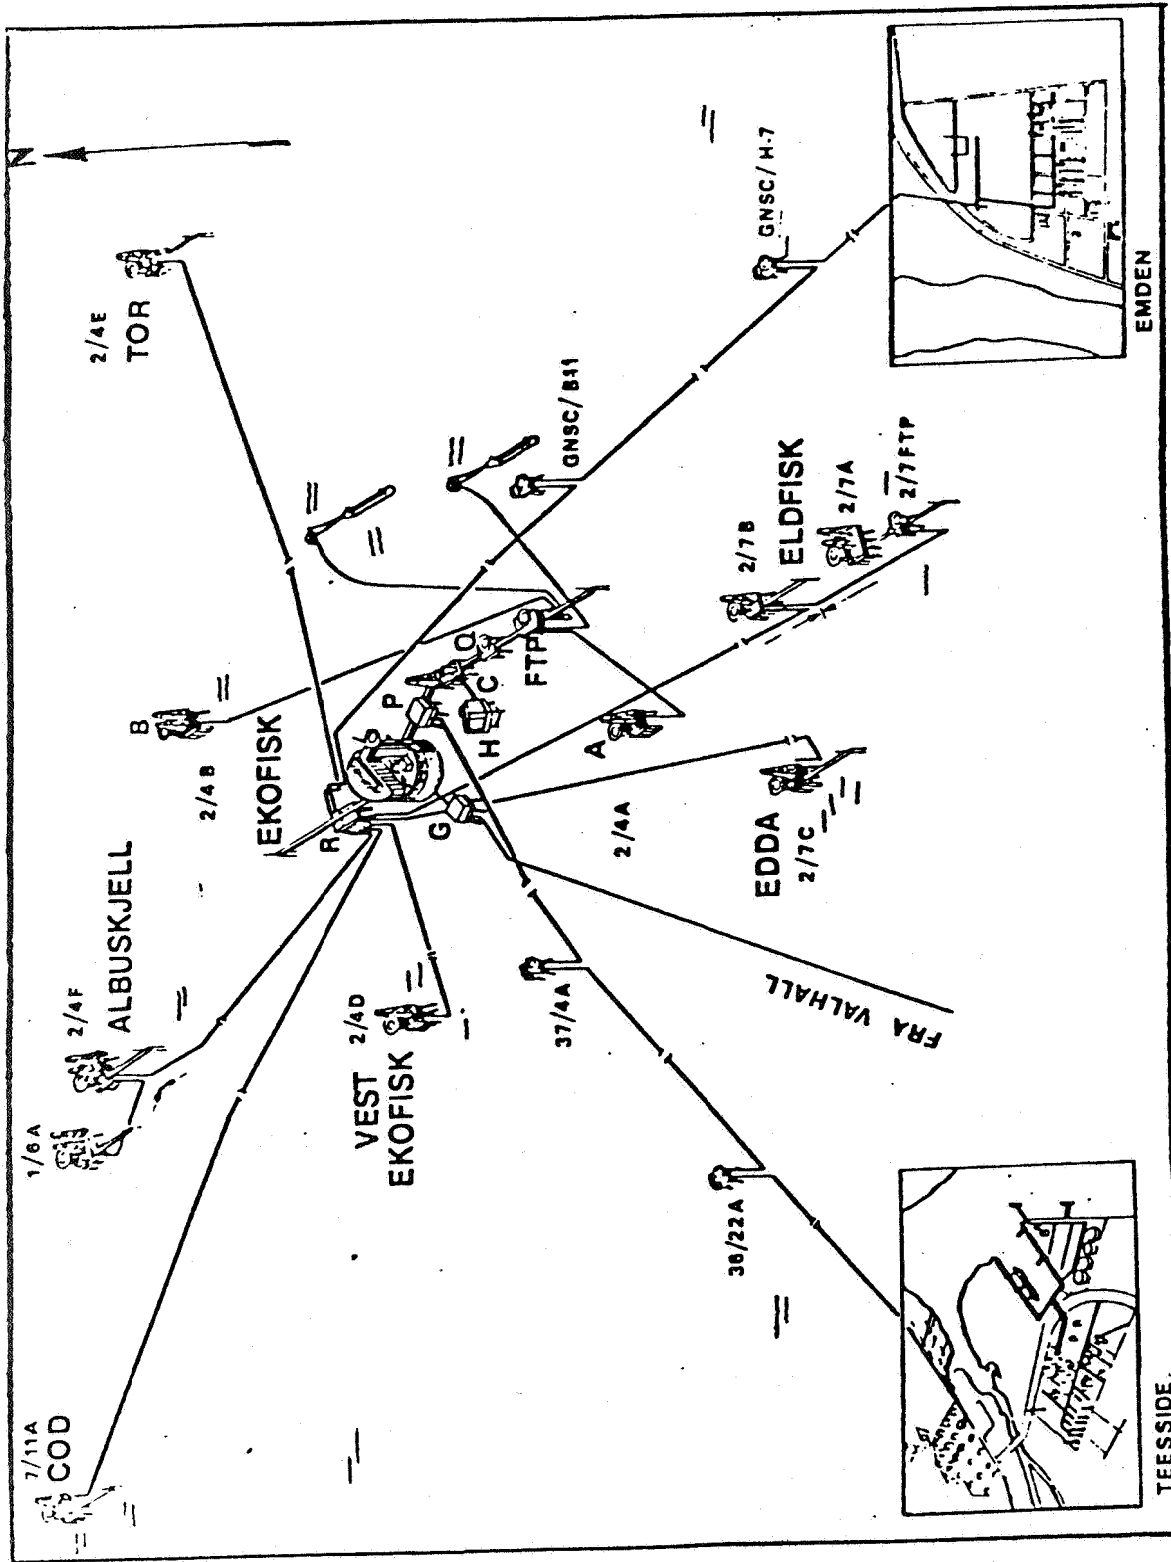 N
7/11A
COD
1/6A
2/4F
ALBUSKJELL
2/4B
B
2/4E
TOR
EKOFISK
R
S
P
G
H
C
Q
FTP
2/4D
VEST
EKOFISK
37/4A
36/22A
FRA VALHALL
2/4A
A
EDDA
2/7C
2/7B
ELDFISK
2/7A
2/7FTP
GNSC/B11
GNSC/H-7
TEESSIDE.
EMDEN